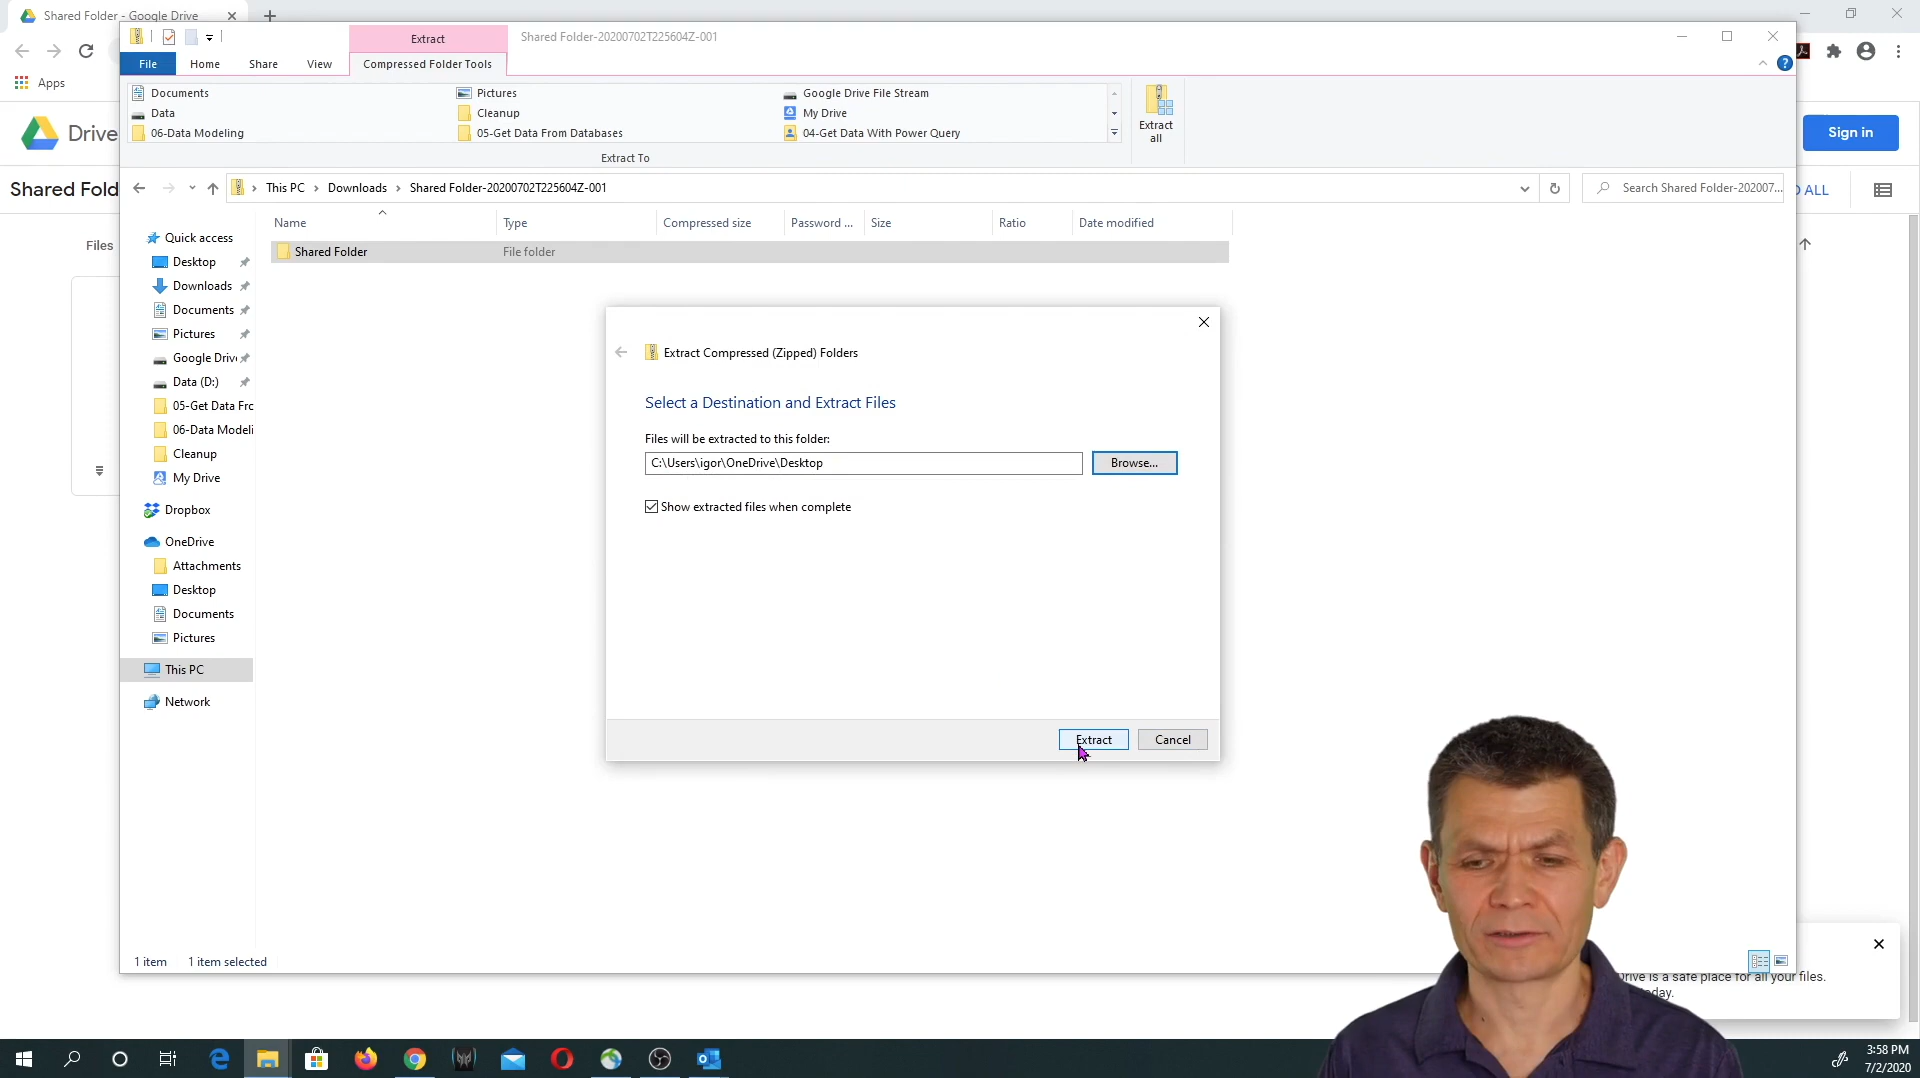 Shared Folder - Google Drive
Extract
Shared Folder-20200702T225604Z-001
File
Home
Share
View
Compressed Folder Tools
Apps
Documents
Pictures
Google Drive File Stream
Data
Cleanup
My Drive
06-Data Modeling
05-Get Data From Databases
04-Get Data With Power Query
Extract To
Extract
all
Drive
Sign in
This PC
Downloads
Shared Folder-20200702T225604Z-001
Search Shared Folder-202007...
Shared Fold
ALL
Name
Type
Compressed size
Password ...
Size
Ratio
Date modified
Files
Shared Folder
File folder
Quick access
Desktop
Downloads
Documents
Pictures
Google Driv
Data (D:)
05-Get Data Frc
06-Data Modeli
Cleanup
My Drive
Dropbox
OneDrive
Attachments
Desktop
Documents
Pictures
This PC
Network
Extract Compressed (Zipped) Folders
Select a Destination and Extract Files
Files will be extracted to this folder:
C:\Users\igor\OneDrive\Desktop
Browse...
Show extracted files when complete
Extract
Cancel
1 item
1 item selected
Drive is a safe place for all your files.
day.
3:58 PM
7/2/2020